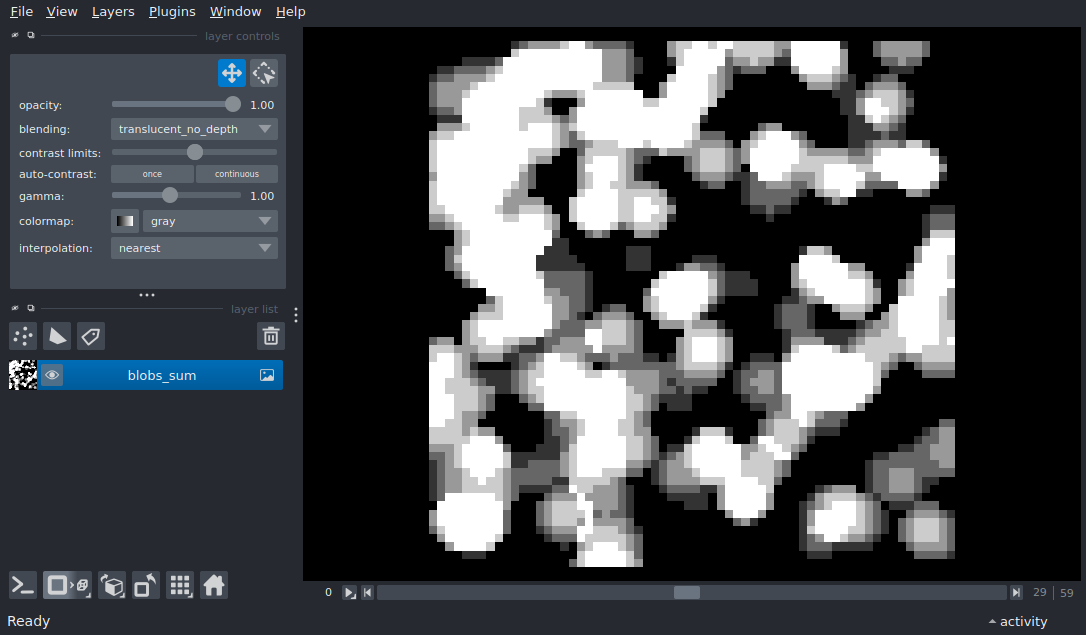 File View Layers Plugins Window Help
layer controls
opacity: 1.00
blending: translucent_no_depth
contrast limits:
auto-contrast: once continuous
gamma: 1.00
colormap: gray
interpolation: nearest
layer list
blobs_sum
0 29 59
Ready activity